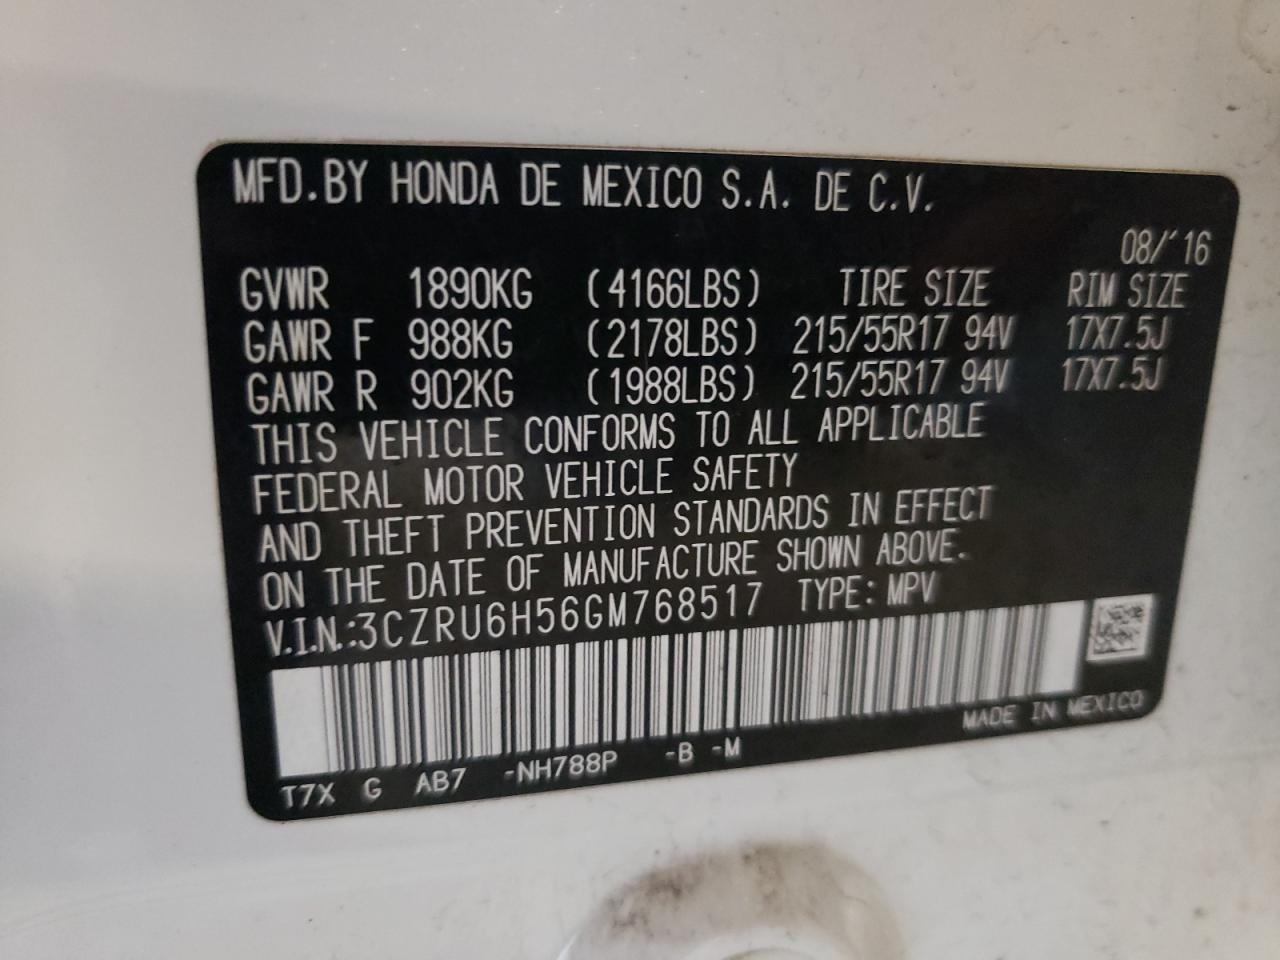 MFD.BY HONDA DE MEXICO S.A. DE C.V.
08/'16
GVWR 1890KG (4166LBS) TIRE SIZE RIM SIZE
GAWR F 988KG (2178LBS) 215/55R17 94V 17X7.5J
GAWR R 902KG (1988LBS) 215/55R17 94V 17X7.5J
THIS VEHICLE CONFORMS TO ALL APPLICABLE
FEDERAL MOTOR VEHICLE SAFETY
AND THEFT PREVENTION STANDARDS IN EFFECT
ON THE DATE OF MANUFACTURE SHOWN ABOVE.
V.I.N.:3CZRU6H56GM768517 TYPE: MPV
MADE IN MEXICO
T7X G AB7 -NH788P -B -M